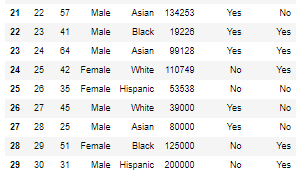 21 22 57 Male Asian 134253 Yes No
22 23 41 Male Black 19226 Yes Yes
23 24 64 Male Asian 99128 Yes Yes
24 25 42 Female White 110749 No Yes
25 26 35 Female Hispanic 53538 No No
26 27 45 Male White 39000 Yes No
27 28 25 Male Asian 80000 Yes No
28 29 51 Female Black 125000 No Yes
29 30 31 Male Hispanic 200000 No Yes